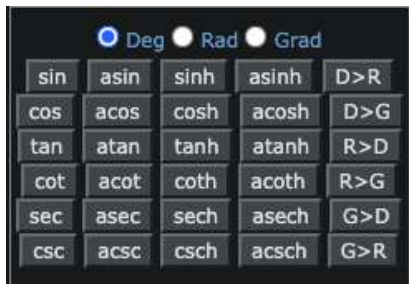 Deg Rad Grad
sin asin sinh asinh D>R
cos acos cosh acosh D>G
tan atan tanh atanh R>D
cot acot coth acoth R>G
sec asec sech asech G>D
csc acsc csch acsch G>R